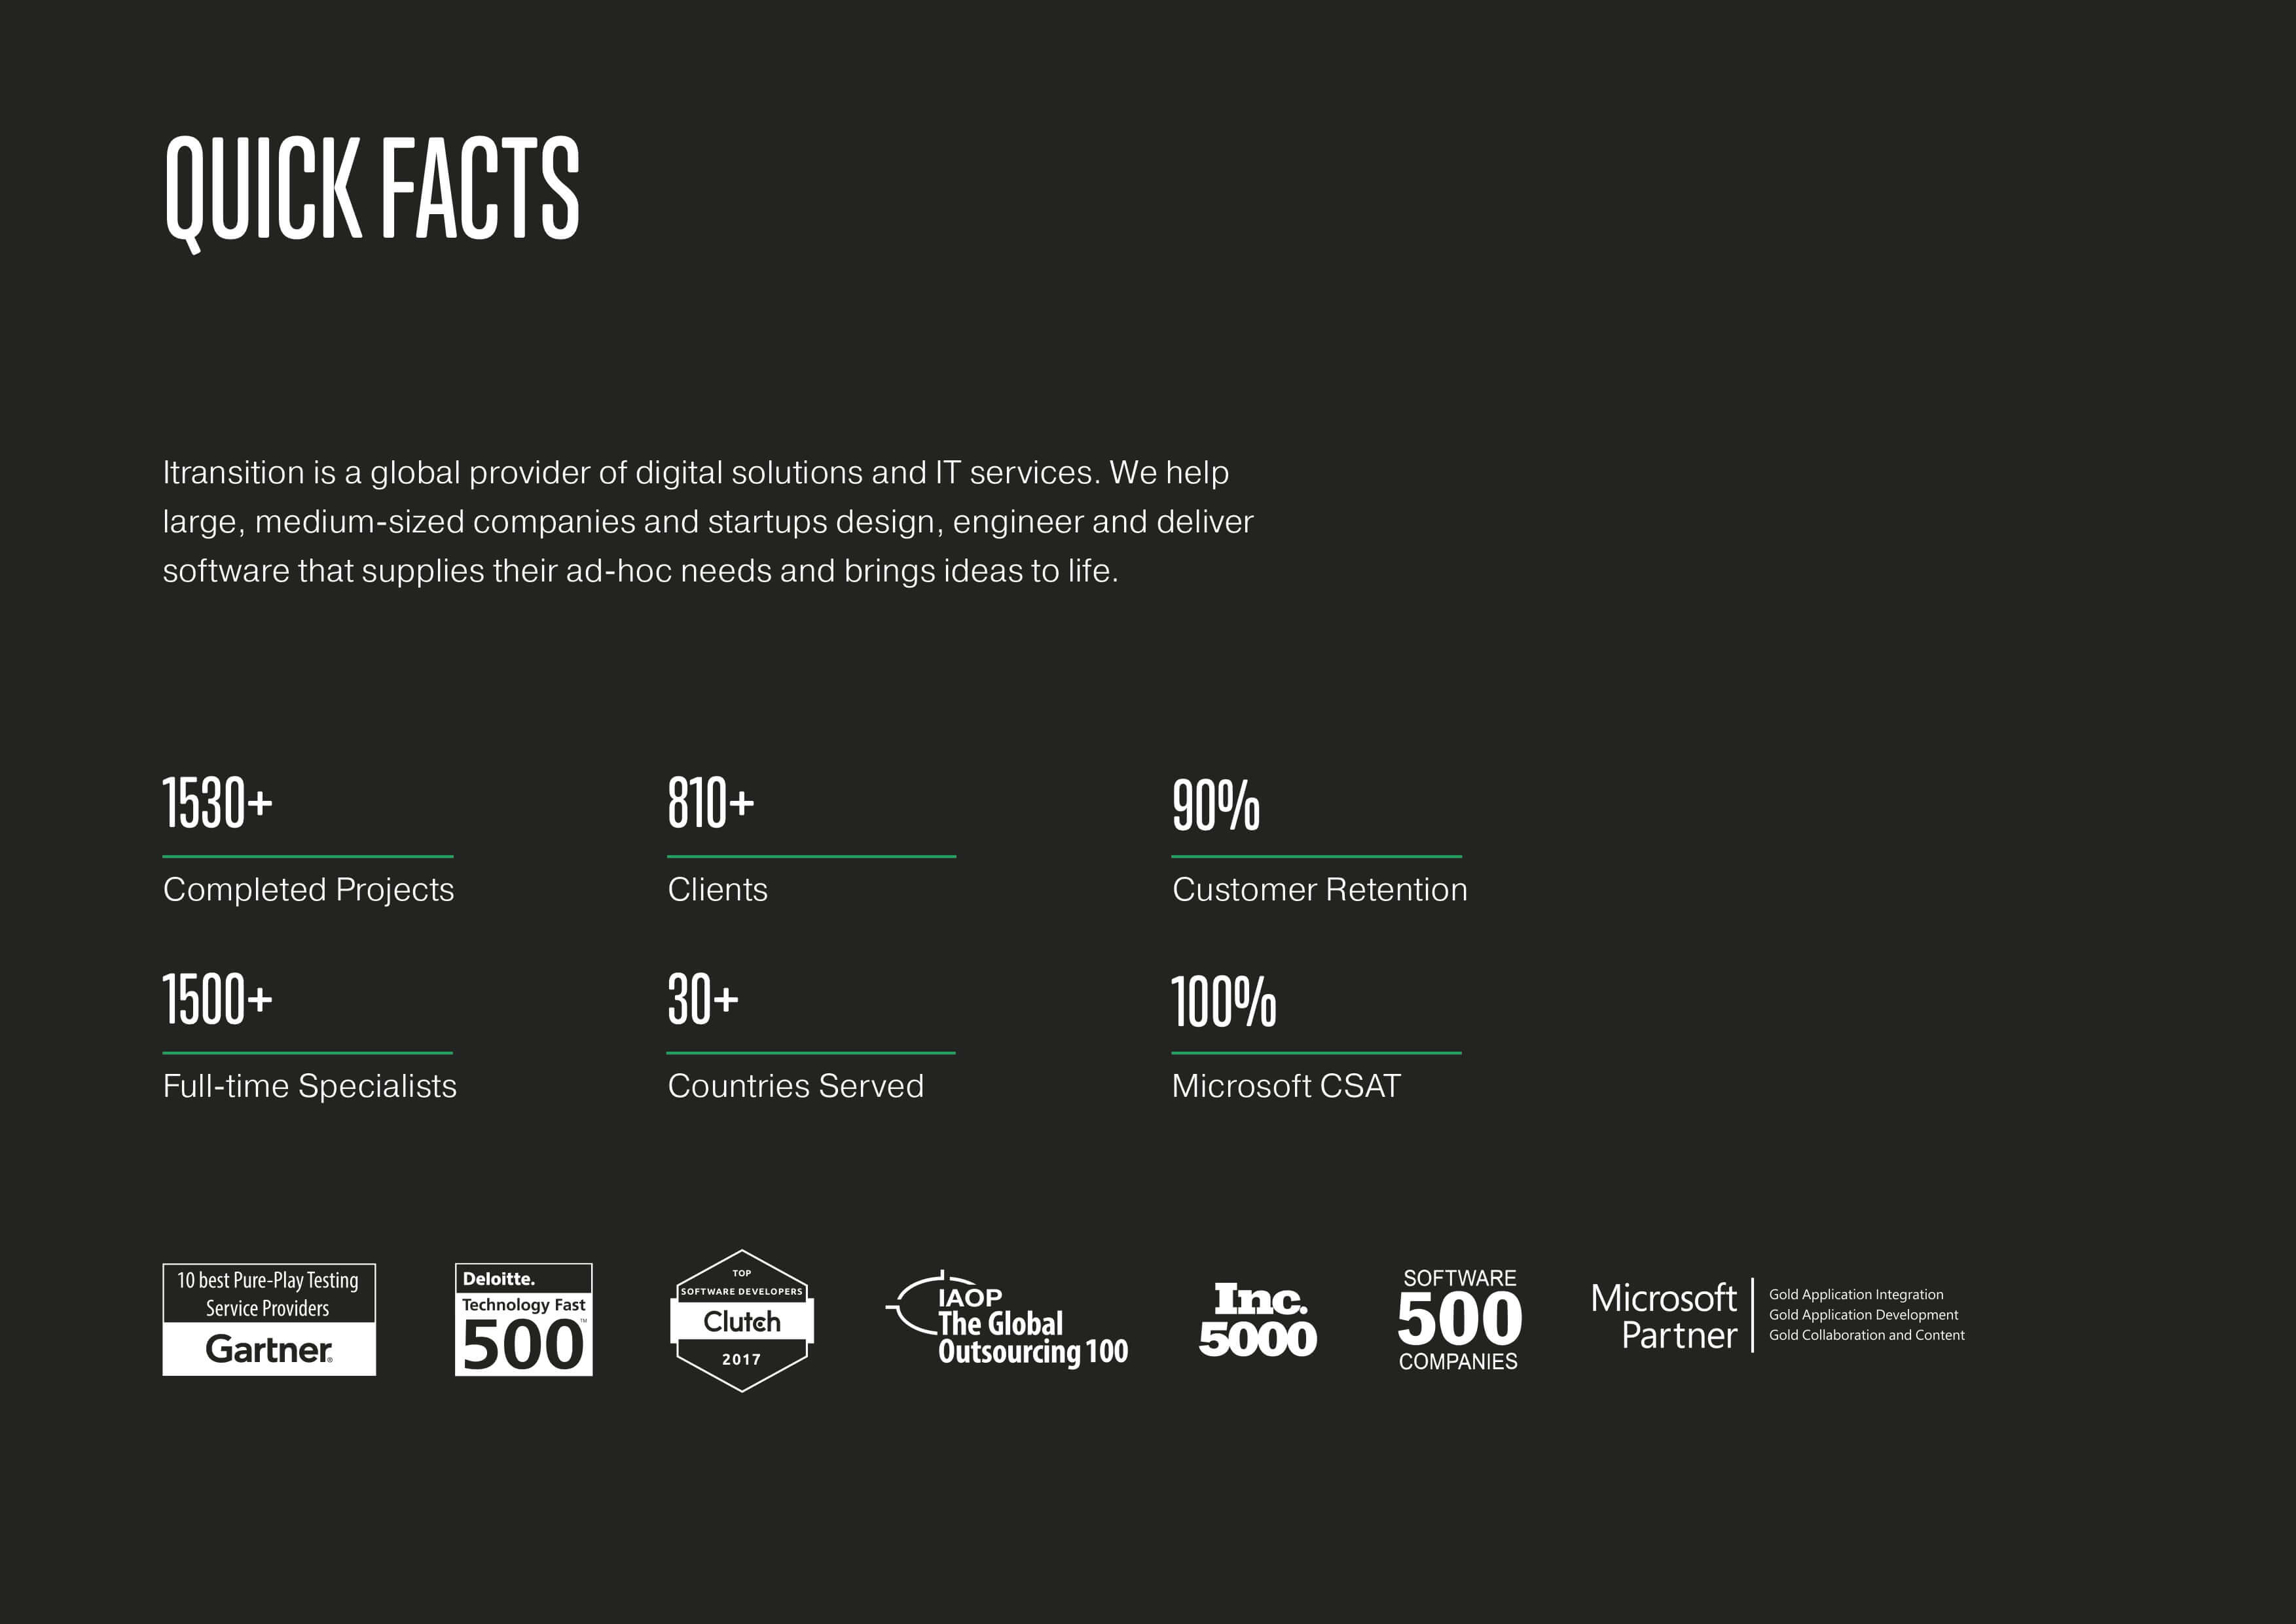 QUICK FACTS
Itransition is a global provider of digital solutions and IT services. We help
large, medium-sized companies and startups design, engineer and deliver
software that supplies their ad-hoc needs and brings ideas to life.
1530+
Completed Projects
810+
Clients
90%
Customer Retention
1500+
Full-time Specialists
30+
Countries Served
100%
Microsoft CSAT
10 best Pure-Play Testing
Service Providers
Gartner®
Deloitte.
Technology Fast
500™
TOP
SOFTWARE DEVELOPERS
Clutch
2017
IAOP
The Global
Outsourcing 100
Inc.
5000
SOFTWARE
500
COMPANIES
Microsoft
Partner
Gold Application Integration
Gold Application Development
Gold Collaboration and Content